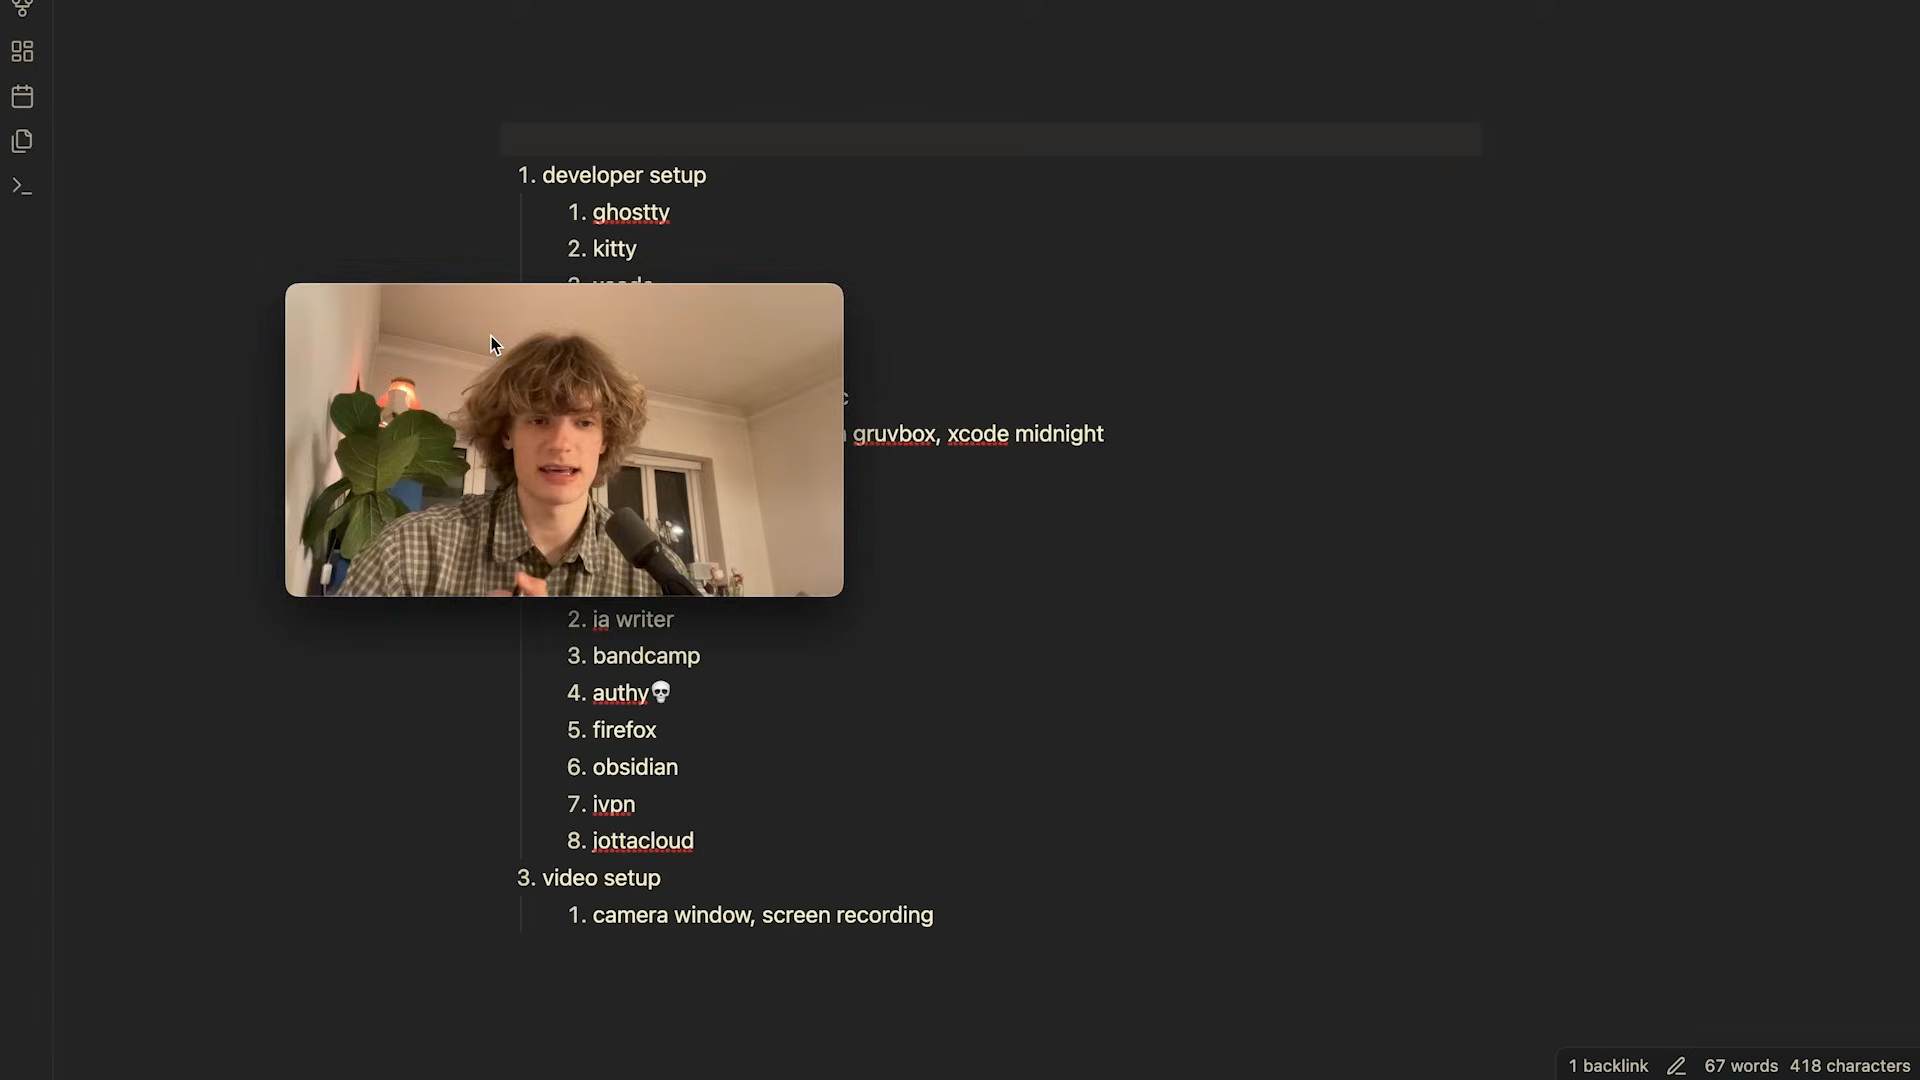 1. developer setup
1. ghostty
2. kitty
gruvbox, xcode midnight
2. ia writer
3. bandcamp
4. authy💀
5. firefox
6. obsidian
7. ivpn
8. jottacloud
3. video setup
1. camera window, screen recording
1 backlink 67 words 418 characters